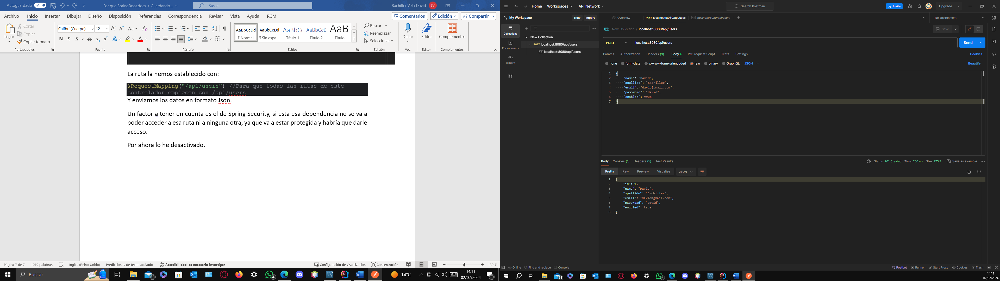 Autoguardado
Por que SpringBoot.docx • Guardando...
Buscar
Bachiller Vela David
BV
Archivo Inicio Insertar Dibujar Diseño Disposición Referencias Correspondencia Revisar Vista Ayuda RCM
Comentarios Edición Compartir
Pegar
Cortar
Copiar
Copiar formato
Portapapeles
Calibri (Cuerpo) 12
N K S ab x₂ x²
Fuente
Párrafo
AaBbCcDd AaBbCcDd AaBbC AaBbCcD AaB
¶ Normal ¶ Sin espa... Título 1 Título 2 Título
Estilos
Buscar
Reemplazar
Seleccionar
Edición
Dictar
Voz
Editor
Editor
Complementos
Complementos
La ruta la hemos establecido con:
@RequestMapping("/api/users") //Para que todas las rutas de este
controlador empiecen con /api/users
Y enviamos los datos en formato Json.
Un factor a tener en cuenta es el de Spring Security, si esta esa dependencia no se va a
poder acceder a esa ruta ni a ninguna otra, ya que va a estar protegida y habría que darle
acceso.
Por ahora lo he desactivado.
Página 7 de 7 1019 palabras Inglés (Reino Unido) Predicciones de texto: activado Accesibilidad: es necesario investigar
Configuración de visualización Concentración 130 %
Buscar
63
4
14°C
14:11
02/02/2024
19
Home Workspaces API Network
Search Postman
Invite
Upgrade
My Workspace
New Import
Overview
POST localhost:8080/api/user
localhost:8080/api/users
No Environment
Collections
Environments
History
New Collection
POST localhost:8080/api/users
localhost:8080/api/users
New Collection / localhost:8080/api/users
Save
POST localhost:8080/api/users
Send
Params Authorization Headers (9) Body Pre-request Script Tests Settings
Cookies
none form-data x-www-form-urlencoded raw binary GraphQL JSON
Beautify
1 {
2 "name": "David",
3 "apellido": "Bachiller",
4 "email": "david@gmail.com",
5 "password": "david",
6 "enabled": true
7 }
Body Cookies (1) Headers (5) Test Results
Status: 201 Created Time: 256 ms Size: 275 B Save as example
Pretty Raw Preview Visualize JSON
1 {
2 "id": 1,
3 "name": "David",
4 "apellido": "Bachiller",
5 "email": "david@gmail.com",
6 "password": "david",
7 "enabled": true
8 }
Online Find and replace Console
Postbot Runner Start Proxy Cookies Trash
63
4
14:11
02/02/2024